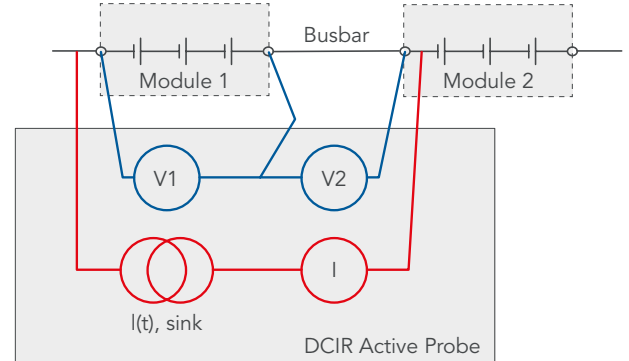 Busbar
Module 1
Module 2
V1
V2
I
I(t), sink
DCIR Active Probe